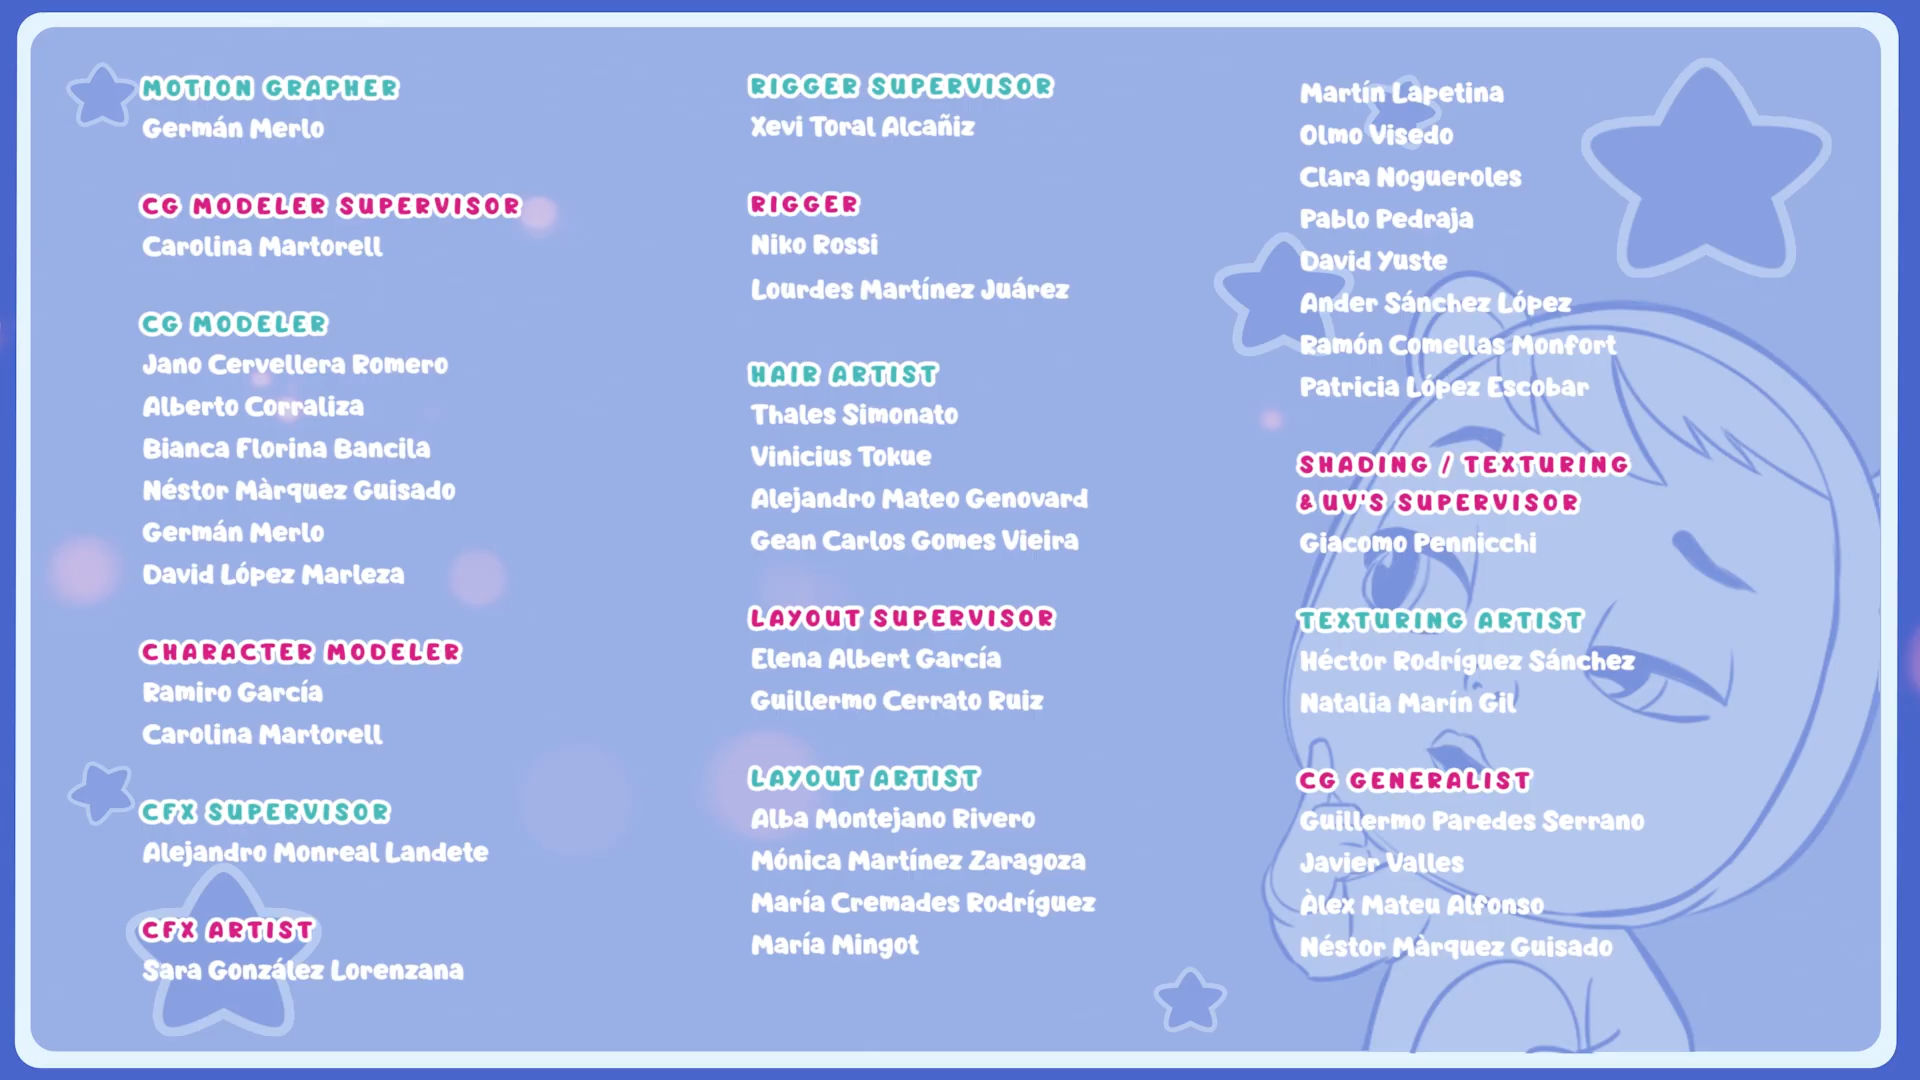 MOTION GRAPHER
Germán Merlo
CG MODELER SUPERVISOR
Carolina Martorell
CG MODELER
Jano Cervellera Romero
Alberto Corraliza
Bianca Florina Bancila
Néstor Màrquez Guisado
Germán Merlo
David López Marleza
CHARACTER MODELER
Ramiro García
Carolina Martorell
CFX SUPERVISOR
Alejandro Monreal Landete
CFX ARTIST
Sara González Lorenzana
RIGGER SUPERVISOR
Xevi Toral Alcañiz
RIGGER
Niko Rossi
Lourdes Martínez Juárez
HAIR ARTIST
Thales Simonato
Vinicius Tokue
Alejandro Mateo Genovard
Gean Carlos Gomes Vieira
LAYOUT SUPERVISOR
Elena Albert García
Guillermo Cerrato Ruiz
LAYOUT ARTIST
Alba Montejano Rivero
Mónica Martínez Zaragoza
María Cremades Rodríguez
María Mingot
Martín Lapetina
Olmo Visedo
Clara Nogueroles
Pablo Pedraja
David Yuste
Ander Sánchez López
Ramón Comellas Monfort
Patricia López Escobar
SHADING / TEXTURING
& UV'S SUPERVISOR
Giacomo Pennicchi
TEXTURING ARTIST
Héctor Rodríguez Sánchez
Natalia Marín Gil
CG GENERALIST
Guillermo Paredes Serrano
Javier Valles
Àlex Mateu Alfonso
Néstor Màrquez Guisado